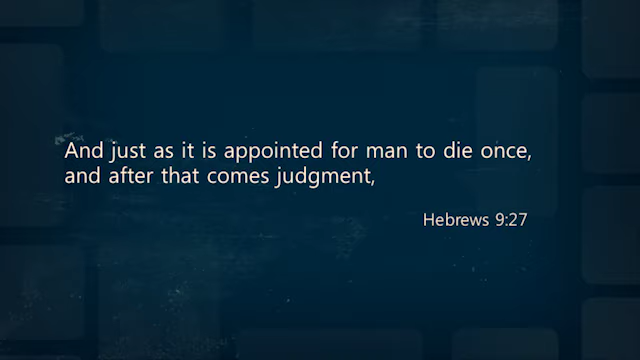 And just as it is appointed for man to die once,
and after that comes judgment,
Hebrews 9:27